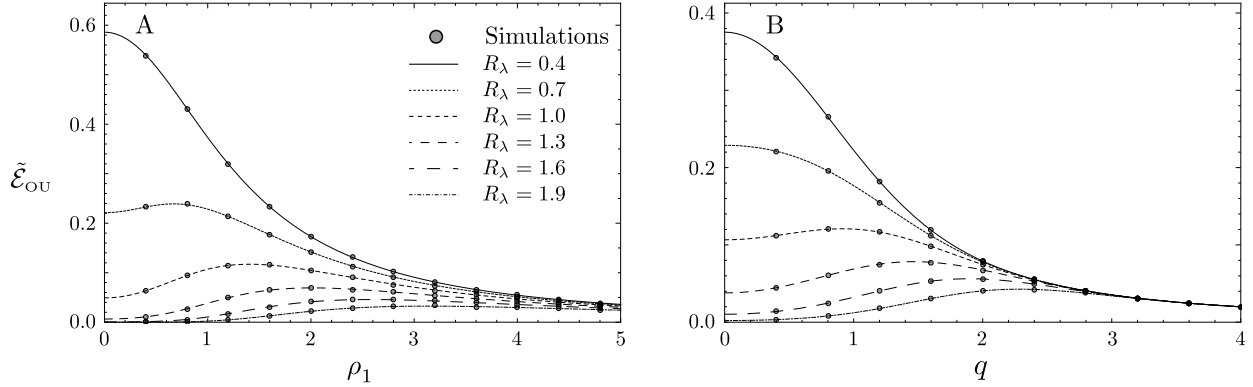 A
Simulations
R_λ = 0.4
R_λ = 0.7
R_λ = 1.0
R_λ = 1.3
R_λ = 1.6
R_λ = 1.9
0.6
0.4
0.2
0.0
0 1 2 3 4 5
ρ₁
ℰ̃_OU
B
0.4
0.2
0.0
0 1 2 3 4
q